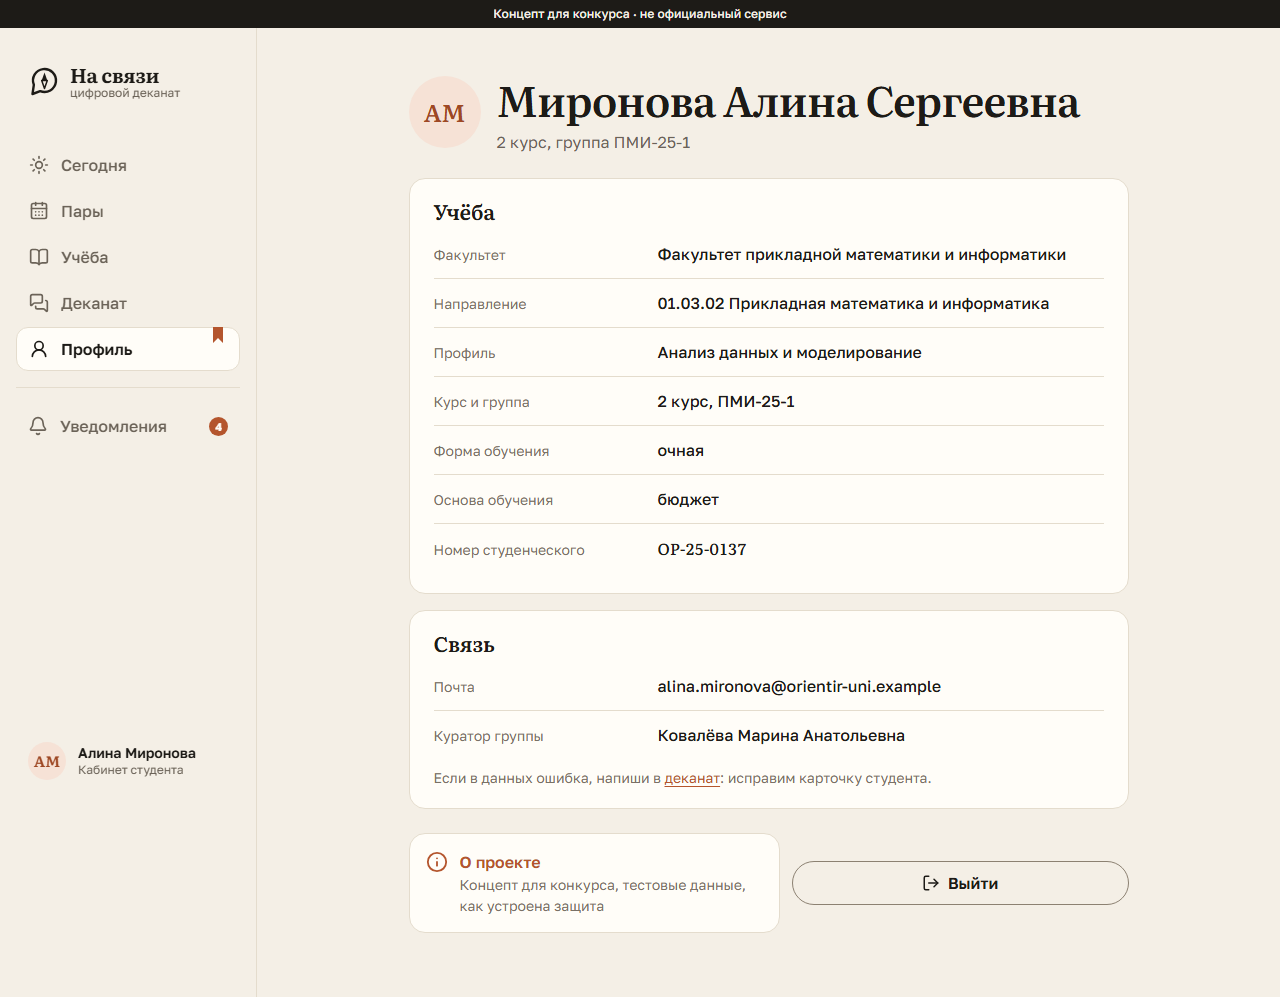 Концепт для конкурса · не официальный сервис
На связи
цифровой деканат
Сегодня
Пары
Учёба
Деканат
Профиль
Уведомления 4
АМ
Алина Миронова
Кабинет студента
АМ
Миронова Алина Сергеевна
2 курс, группа ПМИ-25-1
Учёба
Факультет Факультет прикладной математики и информатики
Направление 01.03.02 Прикладная математика и информатика
Профиль Анализ данных и моделирование
Курс и группа 2 курс, ПМИ-25-1
Форма обучения очная
Основа обучения бюджет
Номер студенческого ОР-25-0137
Связь
Почта alina.mironova@orientir-uni.example
Куратор группы Ковалёва Марина Анатольевна
Если в данных ошибка, напиши в деканат: исправим карточку студента.
О проекте
Концепт для конкурса, тестовые данные,
как устроена защита
Выйти